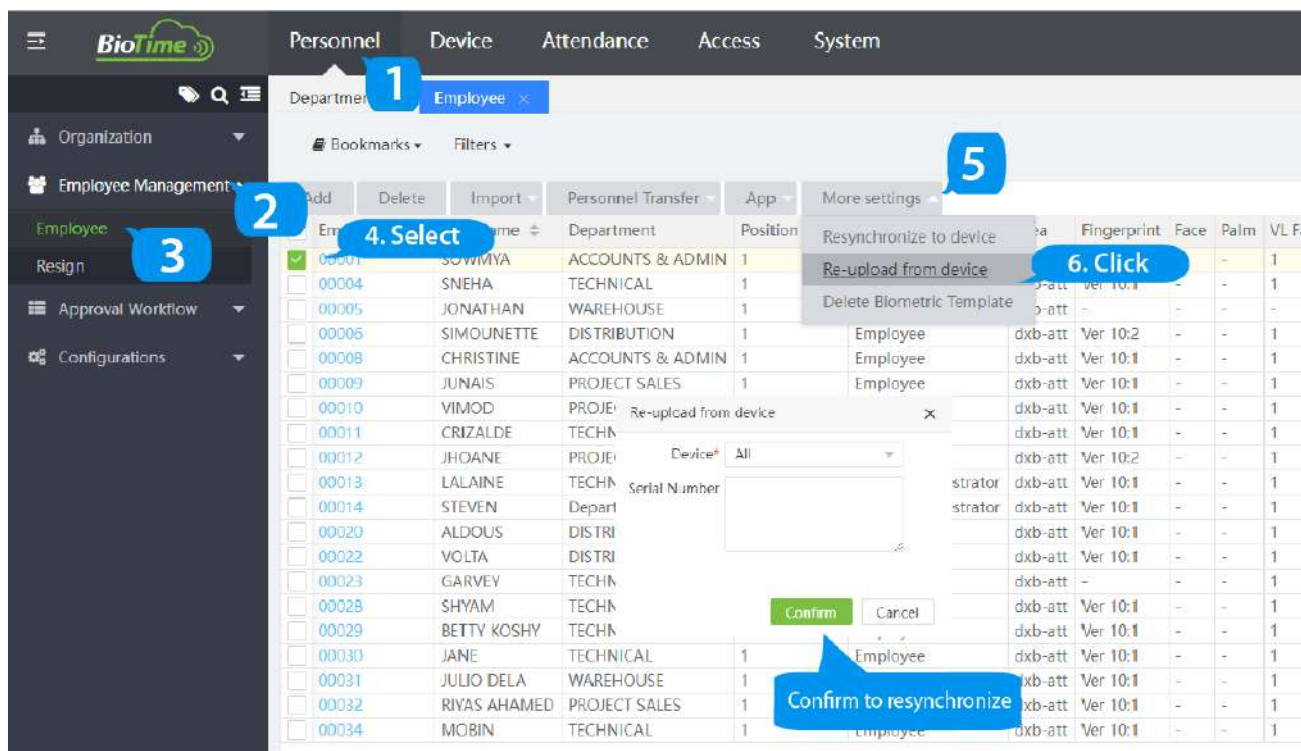 BioTime
Personnel Device Attendance Access System
1
Employee ×
Organization
Bookmarks Filters
5
Employee Management
2
Delete Import Personnel Transfer App More settings
Employee
4. Select
Department Position
Resynchronize to device
Fingerprint Face Palm
3
Resign
SOWMYA ACCOUNTS & ADMIN 1
Re-upload from device
6. Click
- 1
00004 SNEHA TECHNICAL 1
- - 1
Delete Biometric Template
Approval Workflow
00005 JONATHAN WAREHOUSE 1 - - - -
00006 SIMOUNETTE DISTRIBUTION 1 Employee dxb-att Ver 10:2 - - 1
Configurations
00008 CHRISTINE ACCOUNTS & ADMIN 1 Employee dxb-att Ver 10:1 - - 1
00009 JUNAIS PROJECT SALES 1 Employee dxb-att Ver 10:1 - - 1
00010 VIMOD dxb-att Ver 10:1 - - 1
Re-upload from device ×
00011 CRIZALDE dxb-att Ver 10:1 - - 1
00012 JHOANE dxb-att Ver 10:2 - - 1
Device* All
00013 LALAINE dxb-att Ver 10:1 - - 1
Serial Number
00014 STEVEN dxb-att Ver 10:1 - - 1
00020 ALDOUS dxb-att Ver 10:1 - - 1
00022 VOLTA dxb-att Ver 10:1 - - 1
00023 GARVEY dxb-att - - - 1
00028 SHYAM dxb-att Ver 10:1 - - 1
Confirm Cancel
00029 BETTY KOSHY dxb-att Ver 10:1 - - 1
00030 JANE TECHNICAL 1 Employee dxb-att Ver 10:1 - - 1
00031 JULIO DELA WAREHOUSE 1 Ver 10:1 - - 1
Confirm to resynchronize
00032 RIYAS AHAMED PROJECT SALES 1 Ver 10:1 - - 1
00034 MOBIN TECHNICAL 1 Employee dxb-att Ver 10:1 - - 1